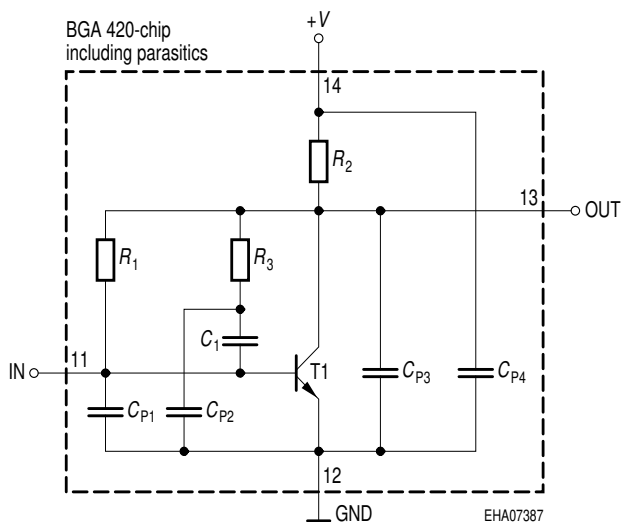 BGA 420-chip
including parasitics
+V
14
R2
13
OUT
R1
R3
C1
11
IN
T1
CP1
CP2
CP3
CP4
12
GND
EHA07387